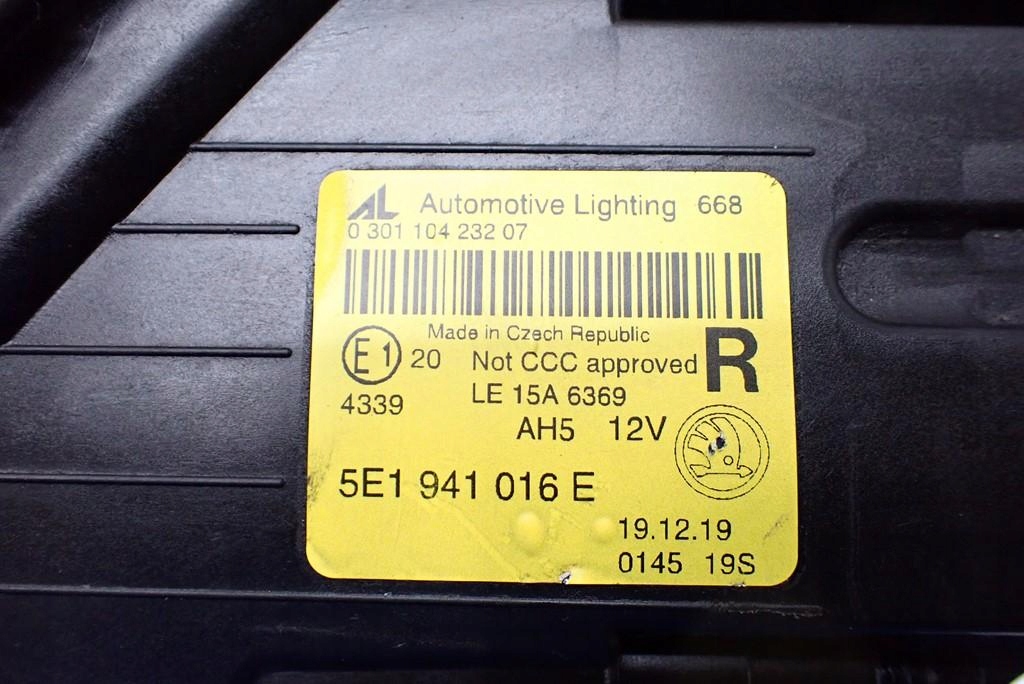 AL Automotive Lighting 668
0 301 104 232 07
Made in Czech Republic
E1 20 Not CCC approved R
4339 LE 15A 6369
AH5 12V
5E1 941 016 E
19.12.19
0145 19S